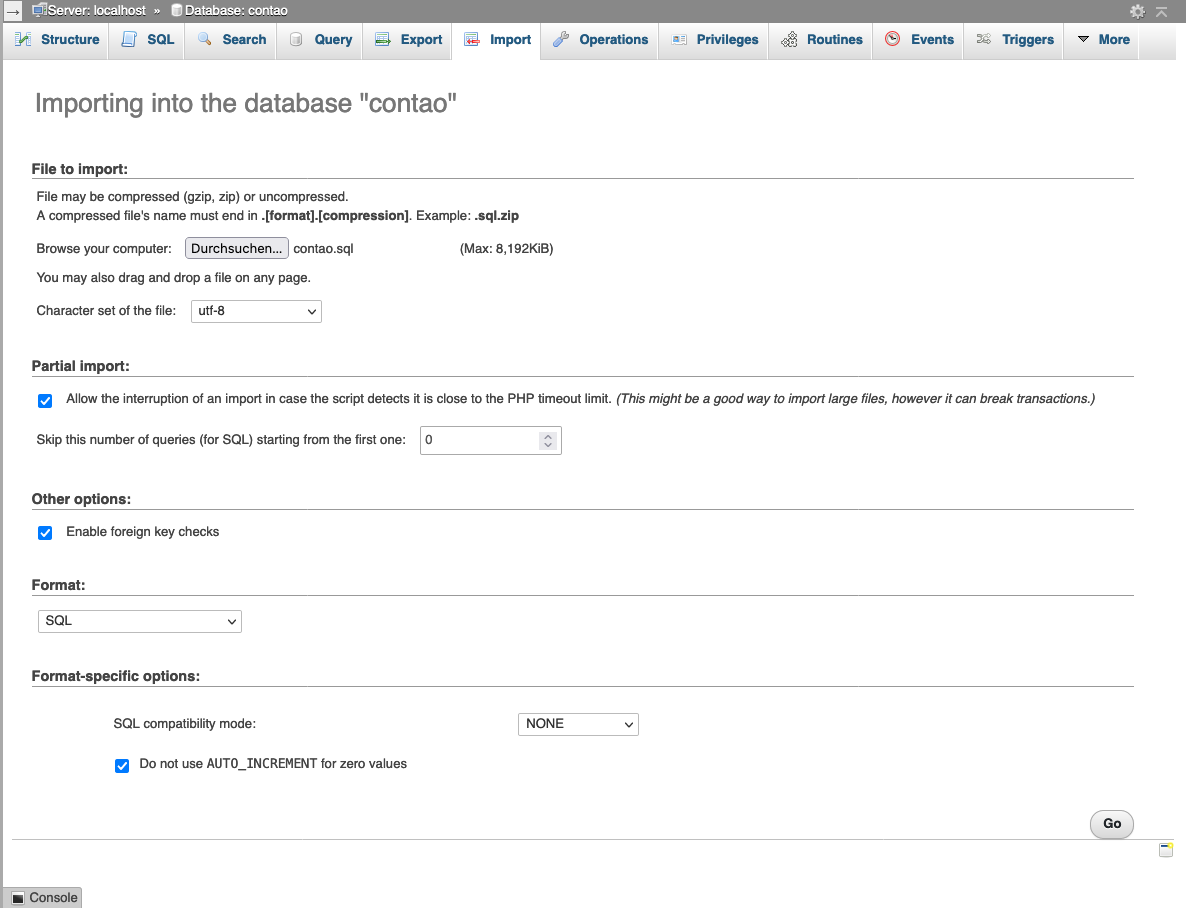 Server: localhost » Database: contao
Structure SQL Search Query Export Import Operations Privileges Routines Events Triggers More
Importing into the database "contao"
File to import:
File may be compressed (gzip, zip) or uncompressed.
A compressed file's name must end in .[format].[compression]. Example: .sql.zip
Browse your computer: Durchsuchen... contao.sql (Max: 8,192KiB)
You may also drag and drop a file on any page.
Character set of the file: utf-8
Partial import:
Allow the interruption of an import in case the script detects it is close to the PHP timeout limit. (This might be a good way to import large files, however it can break transactions.)
Skip this number of queries (for SQL) starting from the first one: 0
Other options:
Enable foreign key checks
Format:
SQL
Format-specific options:
SQL compatibility mode: NONE
Do not use AUTO_INCREMENT for zero values
Go
Console